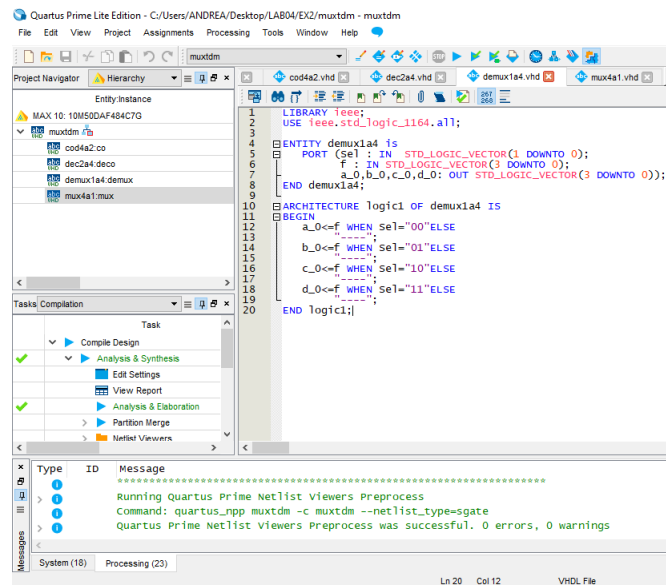 Quartus Prime Lite Edition - C:/Users/ANDREA/Desktop/LAB04/EX2/muxtdm - muxtdm
File Edit View Project Assignments Processing Tools Window Help
muxtdm
Project Navigator Hierarchy
Entity:Instance
MAX 10: 10M50DAF484C7G
muxtdm
cod4a2:co
dec2a4:deco
demux1a4:demux
mux4a1:mux
Tasks Compilation
Task
Compile Design
Analysis & Synthesis
Edit Settings
View Report
Analysis & Elaboration
Partition Merge
Netlist Viewers
cod4a2.vhd dec2a4.vhd demux1a4.vhd mux4a1.vhd
267
268
1 LIBRARY ieee;
2 USE ieee.std_logic_1164.all;
3
4 ENTITY demux1a4 is
5 PORT (Sel : IN STD_LOGIC_VECTOR(1 DOWNTO 0);
6 f : IN STD_LOGIC_VECTOR(3 DOWNTO 0);
7 a_0,b_0,c_0,d_0: OUT STD_LOGIC_VECTOR(3 DOWNTO 0));
8 END demux1a4;
9
10 ARCHITECTURE logic1 OF demux1a4 IS
11 BEGIN
12 a_0<=f WHEN Sel="00"ELSE
13 "----";
14 b_0<=f WHEN Sel="01"ELSE
15 "----";
16 c_0<=f WHEN Sel="10"ELSE
17 "----";
18 d_0<=f WHEN Sel="11"ELSE
19 "----";
20 END logic1;
Messages
Type ID Message
************************************************************
Running Quartus Prime Netlist Viewers Preprocess
Command: quartus_npp muxtdm -c muxtdm --netlist_type=sgate
Quartus Prime Netlist Viewers Preprocess was successful. 0 errors, 0 warnings
System (18) Processing (23)
Ln 20 Col 12 VHDL File